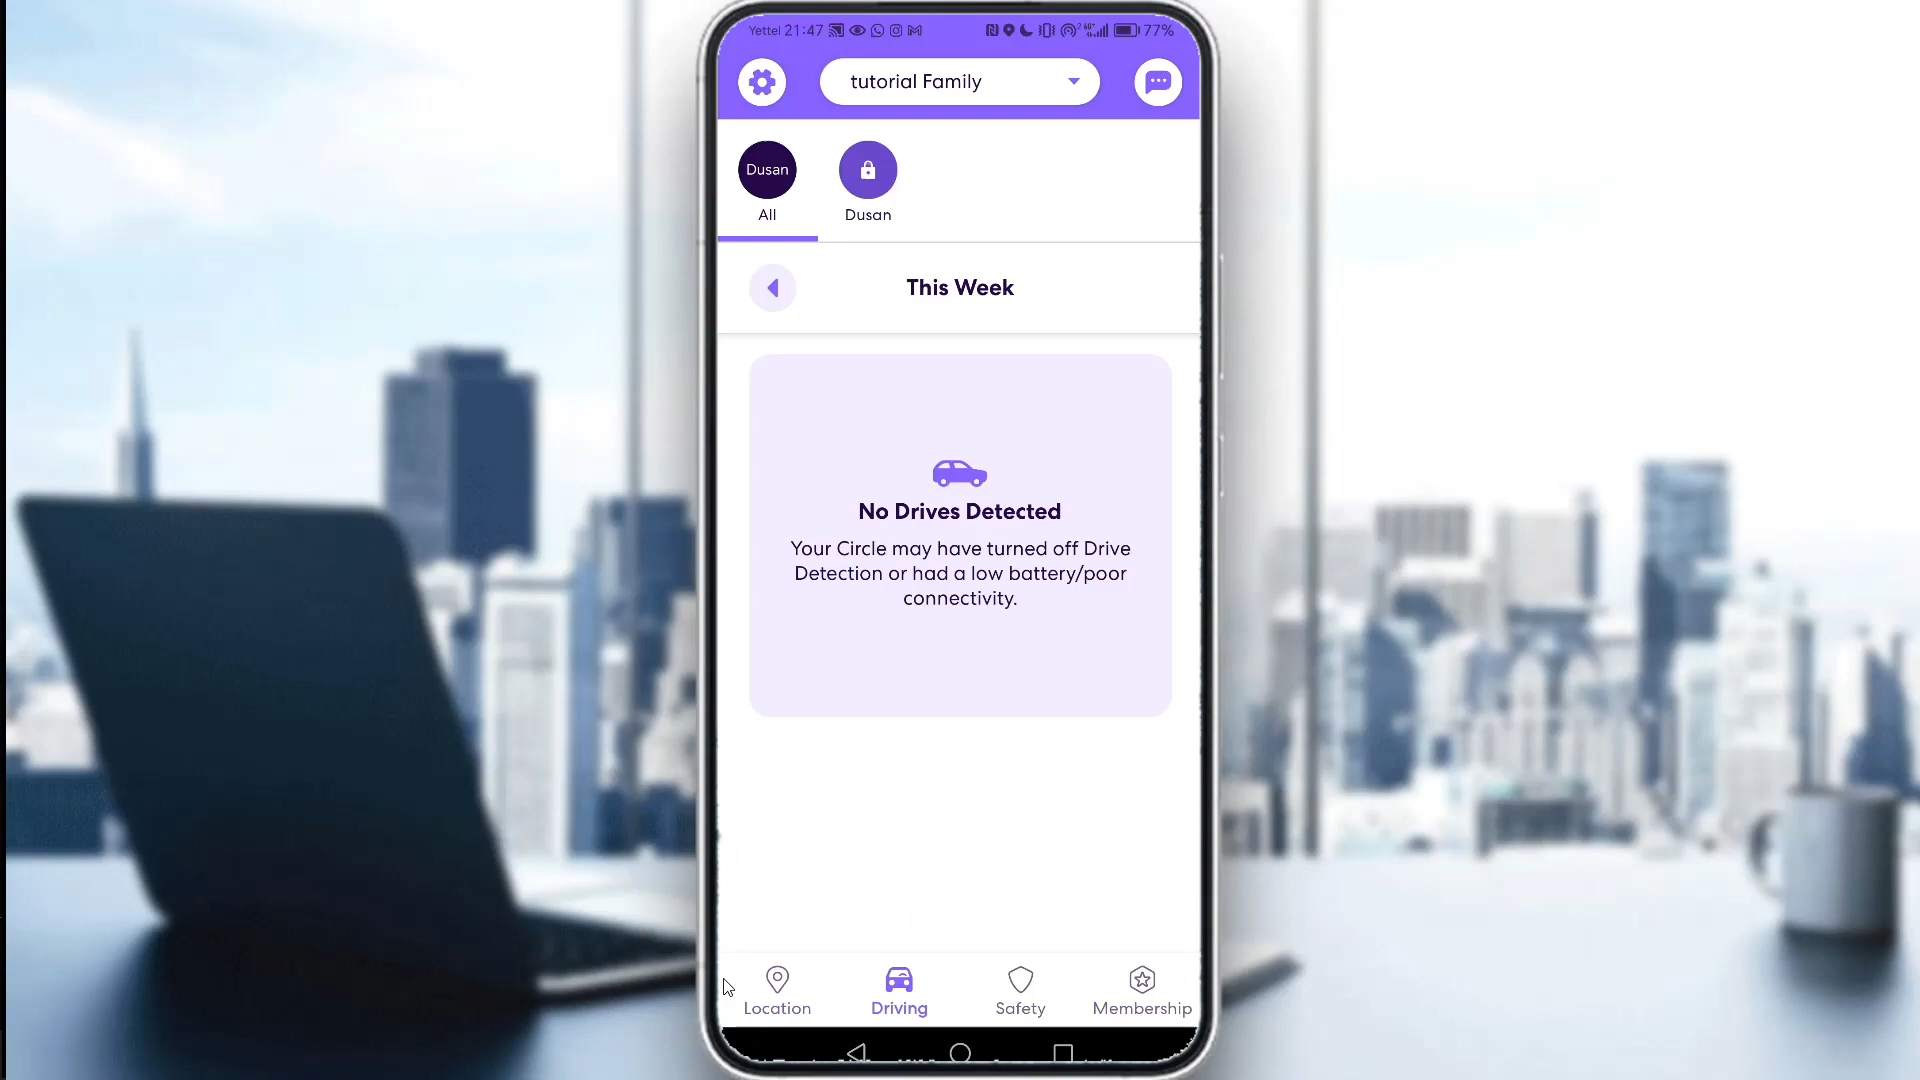 Yettel 21:47 77%
tutorial Family
Dusan
All
Dusan
This Week
No Drives Detected
Your Circle may have turned off Drive
Detection or had a low battery/poor
connectivity.
Location
Driving
Safety
Membership